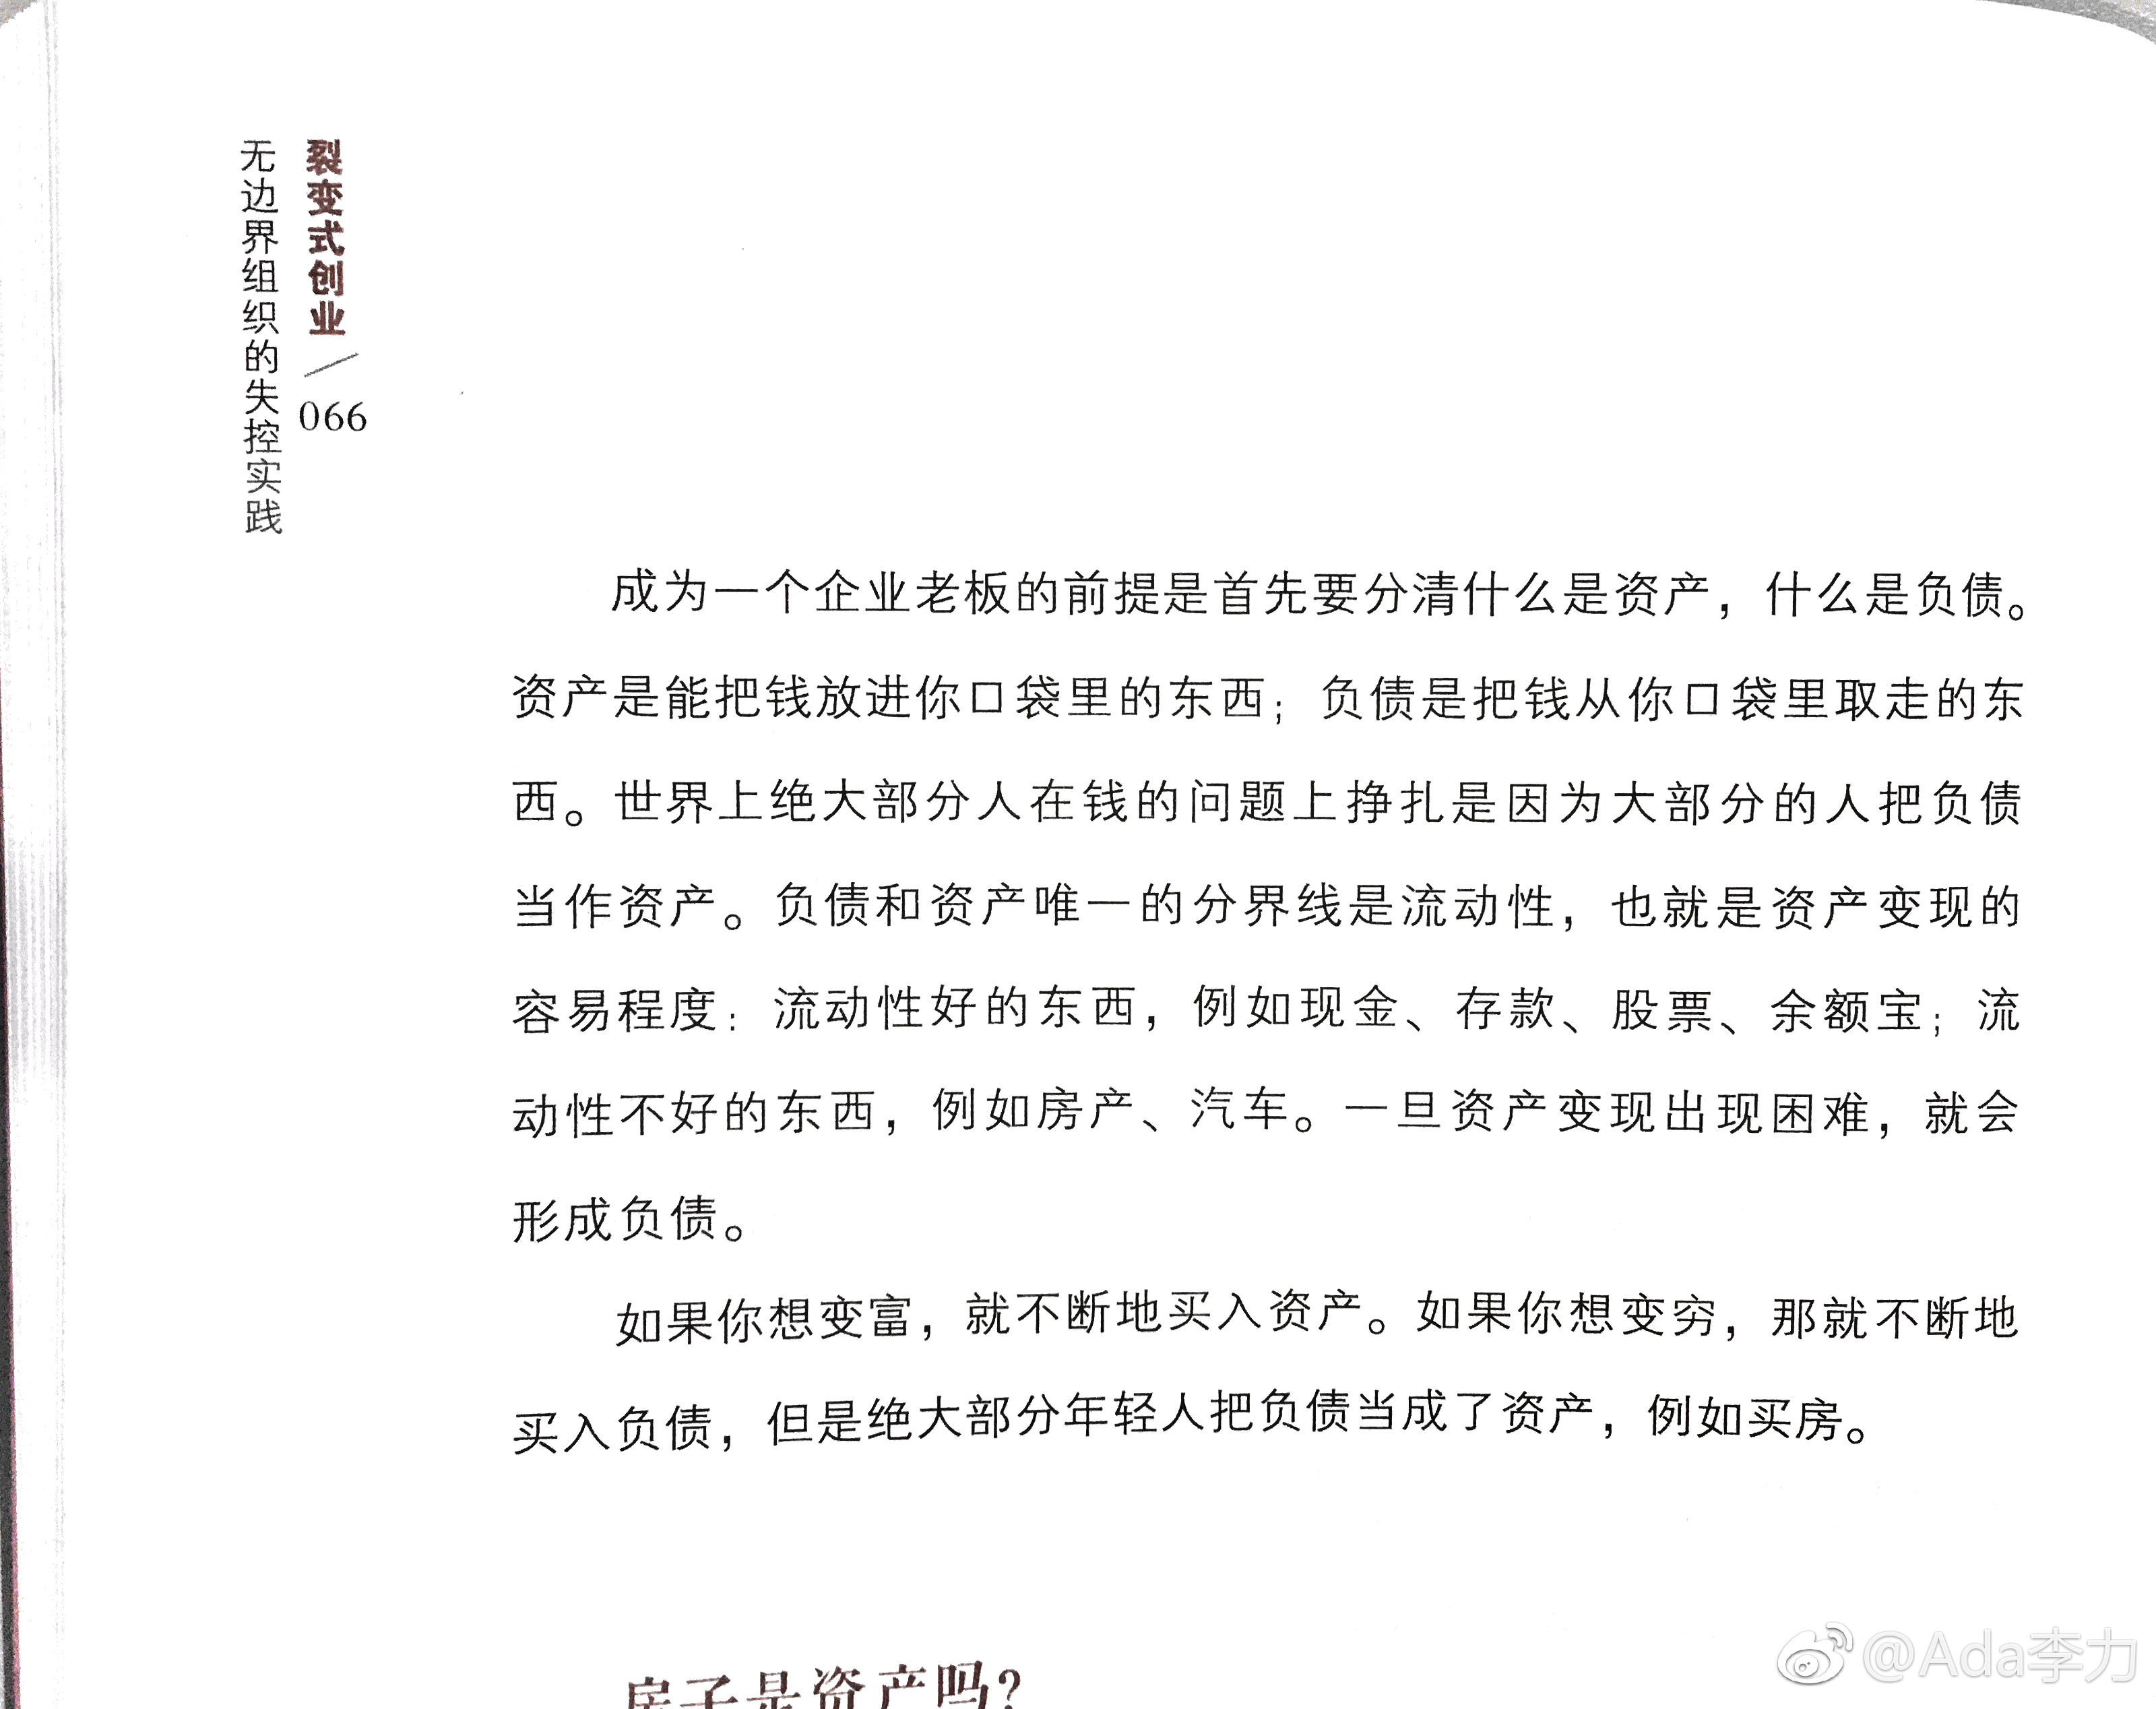 裂变式创业
066
无边界组织的失控实践
成为一个企业老板的前提是首先要分清什么是资产，什么是负债。
资产是能把钱放进你口袋里的东西；负债是把钱从你口袋里取走的东
西。世界上绝大部分人在钱的问题上挣扎是因为大部分的人把负债
当作资产。负债和资产唯一的分界线是流动性，也就是资产变现的
容易程度：流动性好的东西，例如现金、存款、股票、余额宝；流
动性不好的东西，例如房产、汽车。一旦资产变现出现困难，就会
形成负债。
如果你想变富，就不断地买入资产。如果你想变穷，那就不断地
买入负债，但是绝大部分年轻人把负债当成了资产，例如买房。
房子是资产吗？
@Ada李力